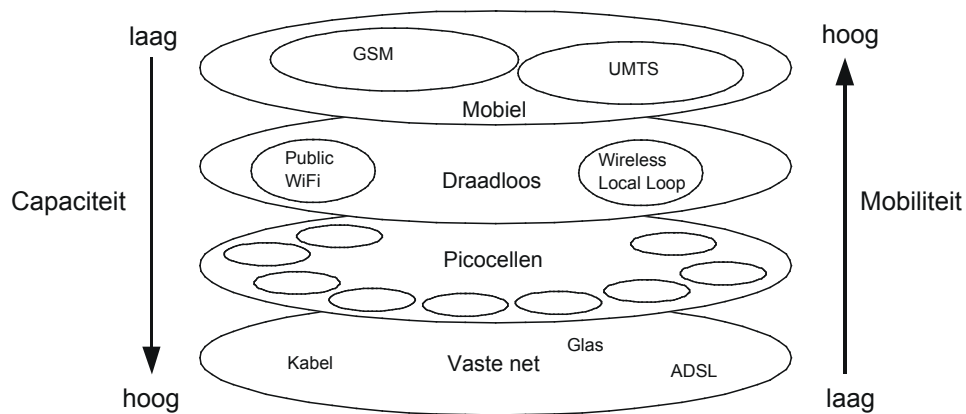 laag
hoog
GSM
UMTS
Mobiel
Public
WiFi
Draadloos
Wireless
Local Loop
Capaciteit
Mobiliteit
Picocellen
Kabel
Vaste net
Glas
ADSL
hoog
laag